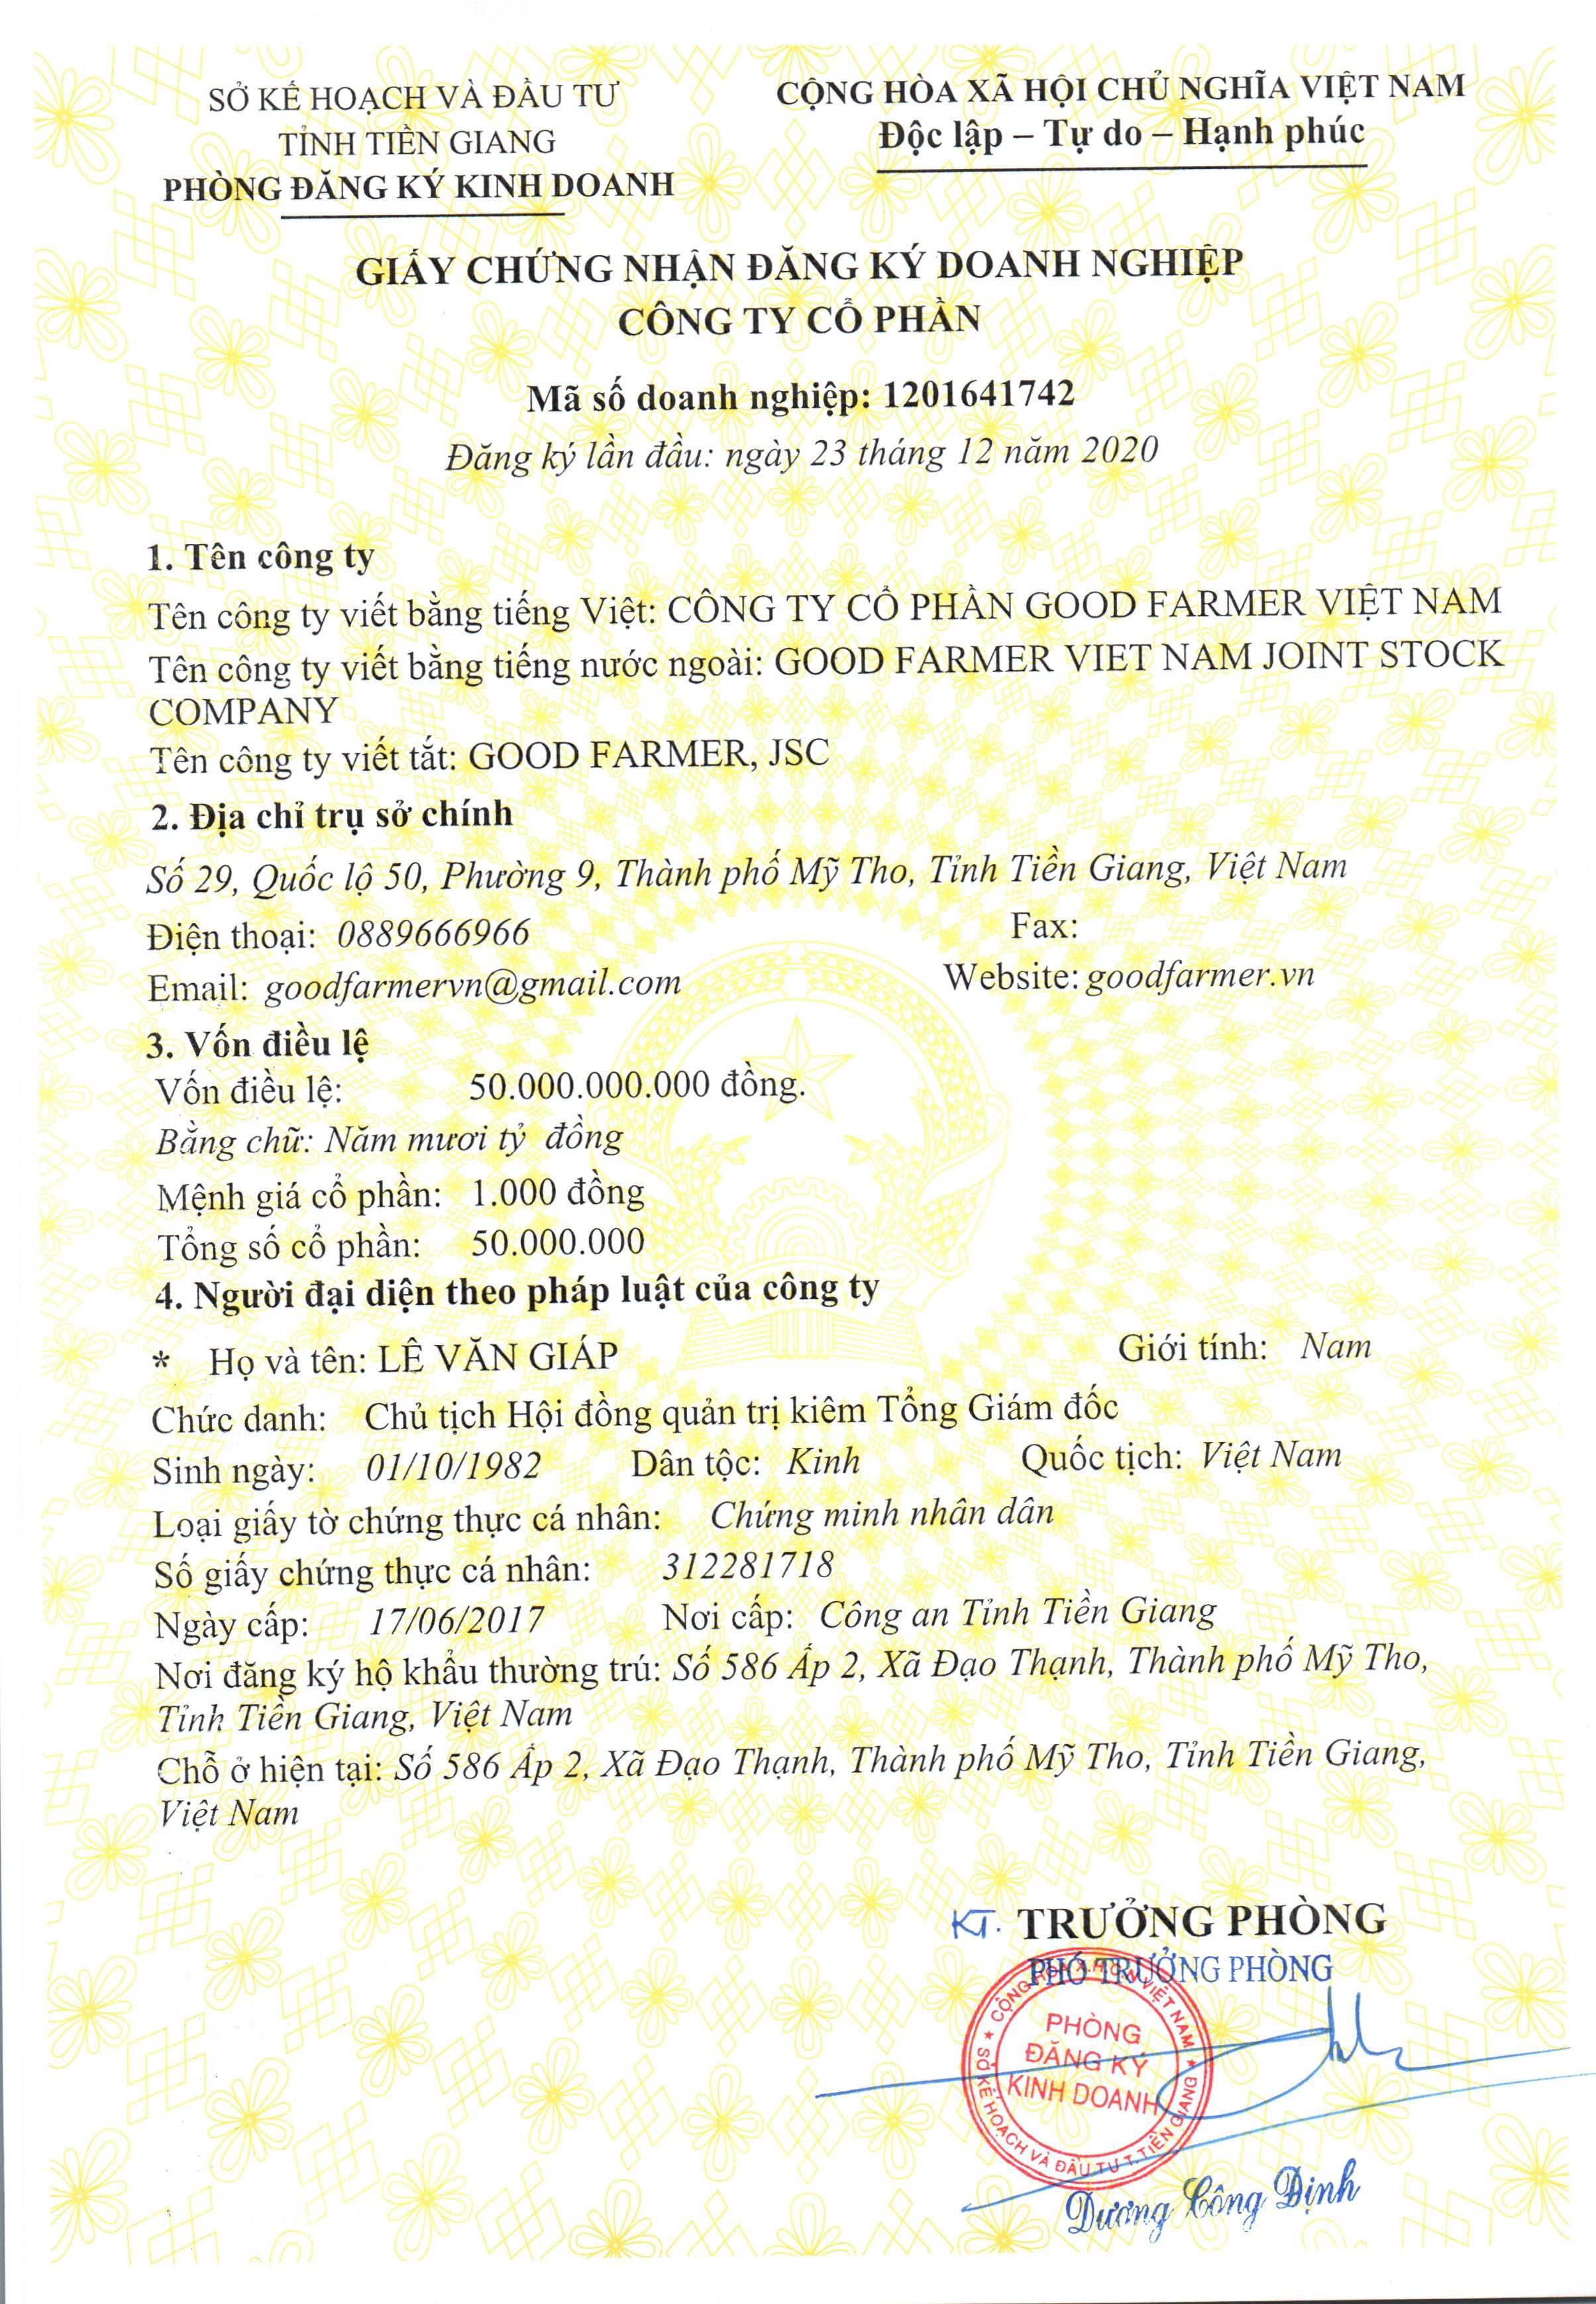 SỞ KẾ HOẠCH VÀ ĐẦU TƯ
TỈNH TIỀN GIANG
PHÒNG ĐĂNG KÝ KINH DOANH
CỘNG HÒA XÃ HỘI CHỦ NGHĨA VIỆT NAM
Độc lập – Tự do – Hạnh phúc
GIẤY CHỨNG NHẬN ĐĂNG KÝ DOANH NGHIỆP
CÔNG TY CỔ PHẦN
Mã số doanh nghiệp: 1201641742
Đăng ký lần đầu: ngày 23 tháng 12 năm 2020
1. Tên công ty
Tên công ty viết bằng tiếng Việt: CÔNG TY CỔ PHẦN GOOD FARMER VIỆT NAM
Tên công ty viết bằng tiếng nước ngoài: GOOD FARMER VIET NAM JOINT STOCK
COMPANY
Tên công ty viết tắt: GOOD FARMER, JSC
2. Địa chỉ trụ sở chính
Số 29, Quốc lộ 50, Phường 9, Thành phố Mỹ Tho, Tỉnh Tiền Giang, Việt Nam
Điện thoại: 0889666966 Fax:
Email: goodfarmervn@gmail.com Website: goodfarmer.vn
3. Vốn điều lệ
Vốn điều lệ: 50.000.000.000 đồng.
Bằng chữ: Năm mươi tỷ đồng
Mệnh giá cổ phần: 1.000 đồng
Tổng số cổ phần: 50.000.000
4. Người đại diện theo pháp luật của công ty
* Họ và tên: LÊ VĂN GIÁP Giới tính: Nam
Chức danh: Chủ tịch Hội đồng quản trị kiêm Tổng Giám đốc
Sinh ngày: 01/10/1982 Dân tộc: Kinh Quốc tịch: Việt Nam
Loại giấy tờ chứng thực cá nhân: Chứng minh nhân dân
Số giấy chứng thực cá nhân: 312281718
Ngày cấp: 17/06/2017 Nơi cấp: Công an Tỉnh Tiền Giang
Nơi đăng ký hộ khẩu thường trú: Số 586 Ấp 2, Xã Đạo Thạnh, Thành phố Mỹ Tho,
Tỉnh Tiền Giang, Việt Nam
Chỗ ở hiện tại: Số 586 Ấp 2, Xã Đạo Thạnh, Thành phố Mỹ Tho, Tỉnh Tiền Giang,
Việt Nam
KT. TRƯỞNG PHÒNG
PHÓ TRƯỞNG PHÒNG
CỘNG HÒA X.H.C.N VIỆT NAM
PHÒNG
ĐĂNG KÝ
KINH DOANH
SỞ KẾ HOẠCH VÀ ĐẦU TƯ T.TIỀN GIANG
Dương Công Định